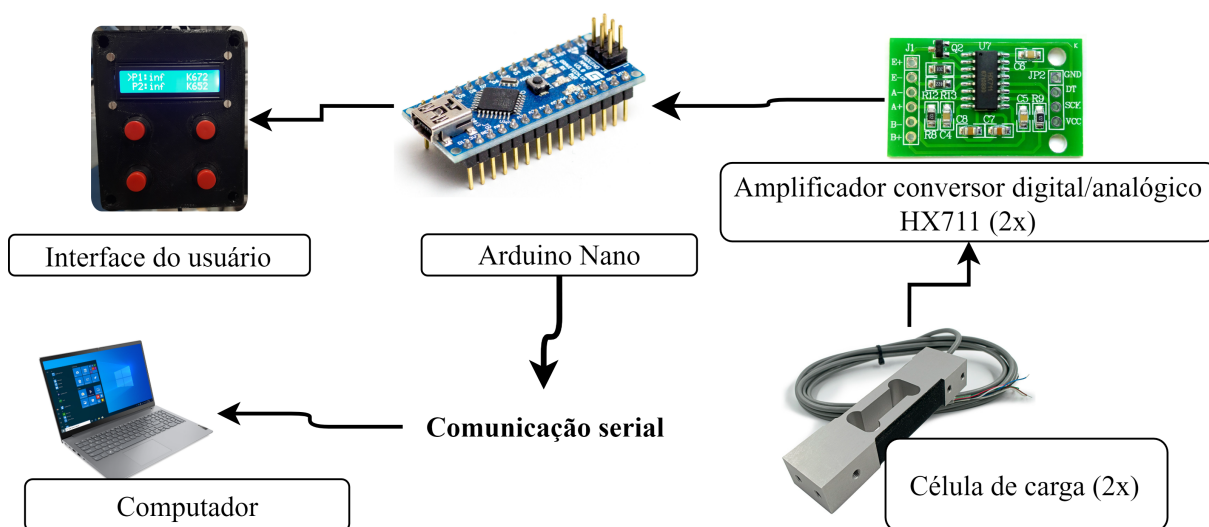 >P1:inf K672
P2:inf K652
Interface do usuário
Arduino Nano
J1
Q2
U7
C6
K
JP2
E+
E-
A-
A+
B-
B+
R12
R13
R8
C4
C8
C7
C5
R9
GND
DT
SCK
VCC
Amplificador conversor digital/analógico
HX711 (2x)
Comunicação serial
Computador
Célula de carga (2x)